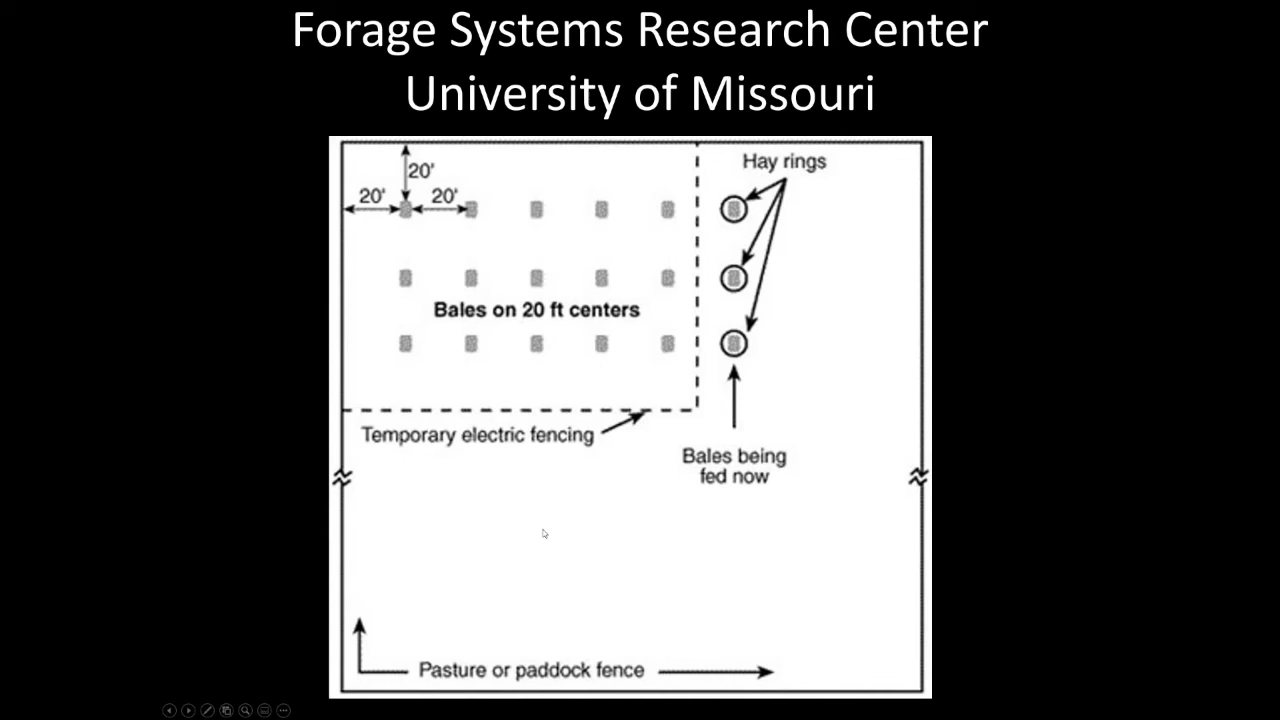 Forage Systems Research Center
University of Missouri
Hay rings
20'
20' 20'
Bales on 20 ft centers
Temporary electric fencing
Bales being
fed now
Pasture or paddock fence